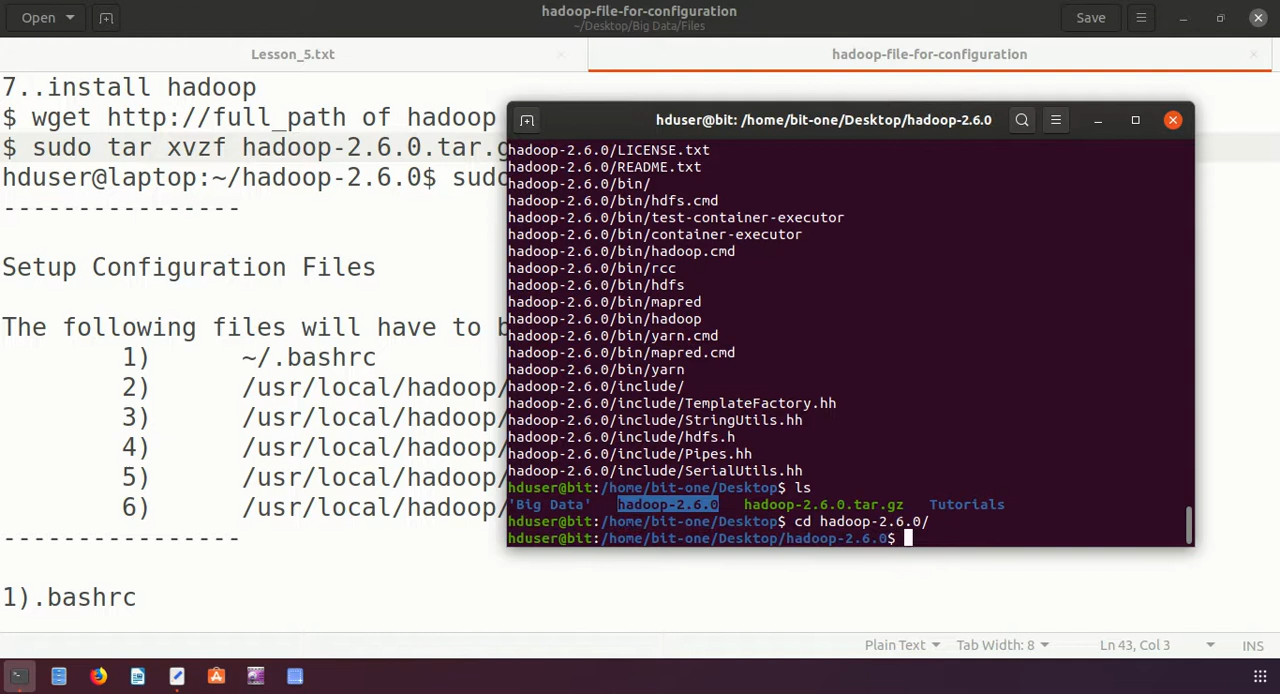 Open
hadoop-file-for-configuration
~/Desktop/Big Data/Files
Save
Lesson_5.txt
hadoop-file-for-configuration
7..install hadoop
$ wget http://full_path of hadoop
$ sudo tar xvzf hadoop-2.6.0.tar.g
hduser@laptop:~/hadoop-2.6.0$ sudo
----------------
Setup Configuration Files
The following files will have to b
1) ~/.bashrc
2) /usr/local/hadoop/
3) /usr/local/hadoop/
4) /usr/local/hadoop/
5) /usr/local/hadoop/
6) /usr/local/hadoop/
----------------
1).bashrc
hduser@bit: /home/bit-one/Desktop/hadoop-2.6.0
hadoop-2.6.0/LICENSE.txt
hadoop-2.6.0/README.txt
hadoop-2.6.0/bin/
hadoop-2.6.0/bin/hdfs.cmd
hadoop-2.6.0/bin/test-container-executor
hadoop-2.6.0/bin/container-executor
hadoop-2.6.0/bin/hadoop.cmd
hadoop-2.6.0/bin/rcc
hadoop-2.6.0/bin/hdfs
hadoop-2.6.0/bin/mapred
hadoop-2.6.0/bin/hadoop
hadoop-2.6.0/bin/yarn.cmd
hadoop-2.6.0/bin/mapred.cmd
hadoop-2.6.0/bin/yarn
hadoop-2.6.0/include/
hadoop-2.6.0/include/TemplateFactory.hh
hadoop-2.6.0/include/StringUtils.hh
hadoop-2.6.0/include/hdfs.h
hadoop-2.6.0/include/Pipes.hh
hadoop-2.6.0/include/SerialUtils.hh
hduser@bit:/home/bit-one/Desktop$ ls
'Big Data' hadoop-2.6.0 hadoop-2.6.0.tar.gz Tutorials
hduser@bit:/home/bit-one/Desktop$ cd hadoop-2.6.0/
hduser@bit:/home/bit-one/Desktop/hadoop-2.6.0$
Plain Text
Tab Width: 8
Ln 43, Col 3
INS